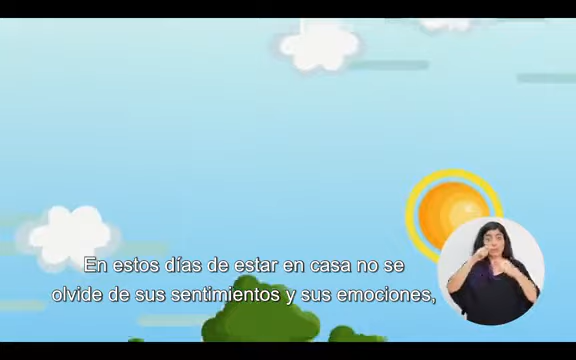 En estos días de estar en casa no se
olvide de sus sentimientos y sus emociones,